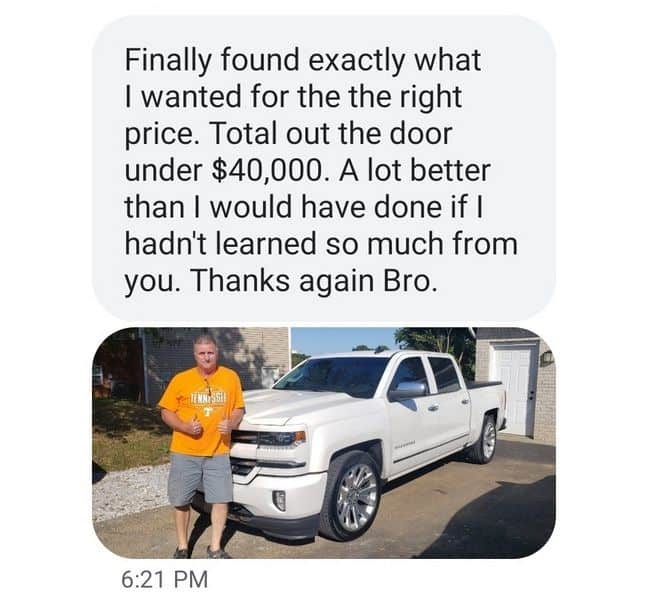 Finally found exactly what
I wanted for the the right
price. Total out the door
under $40,000. A lot better
than I would have done if I
hadn't learned so much from
you. Thanks again Bro.
TENNESSEE
T
6:21 PM